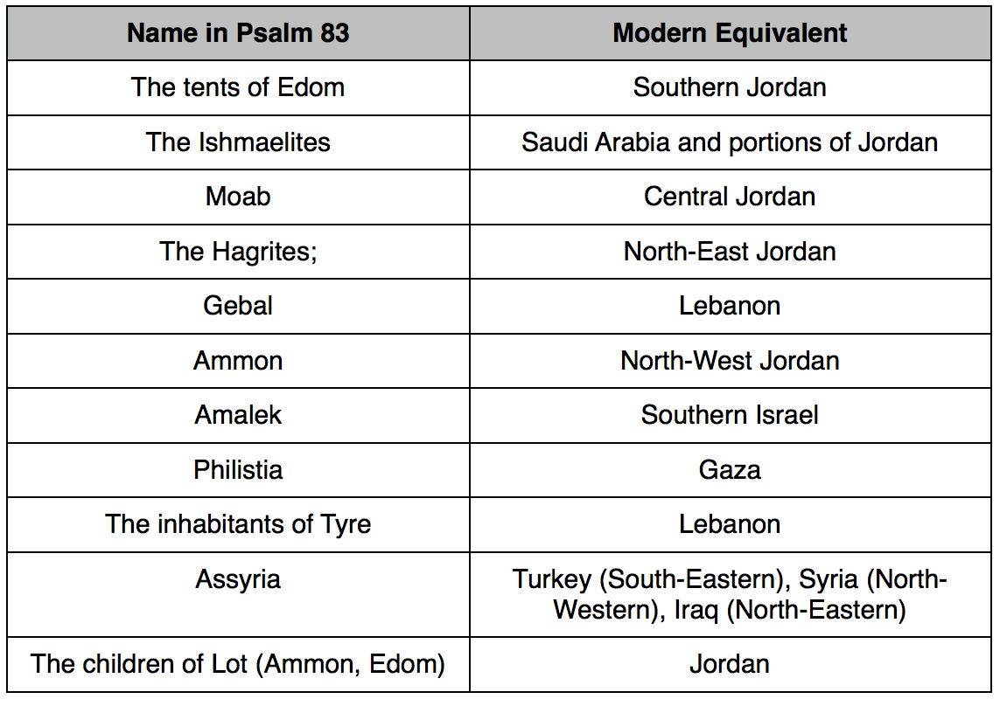 Name in Psalm 83 Modern Equivalent
The tents of Edom Southern Jordan
The Ishmaelites Saudi Arabia and portions of Jordan
Moab Central Jordan
The Hagrites; North-East Jordan
Gebal Lebanon
Ammon North-West Jordan
Amalek Southern Israel
Philistia Gaza
The inhabitants of Tyre Lebanon
Assyria Turkey (South-Eastern), Syria (North-
Western), Iraq (North-Eastern)
The children of Lot (Ammon, Edom) Jordan